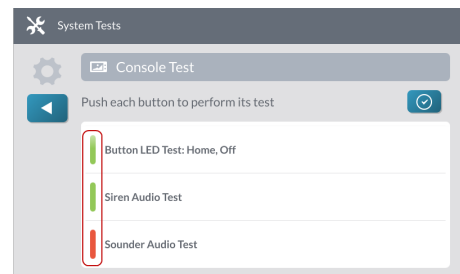 System Tests
Console Test
Push each button to perform its test
Button LED Test: Home, Off
Siren Audio Test
Sounder Audio Test